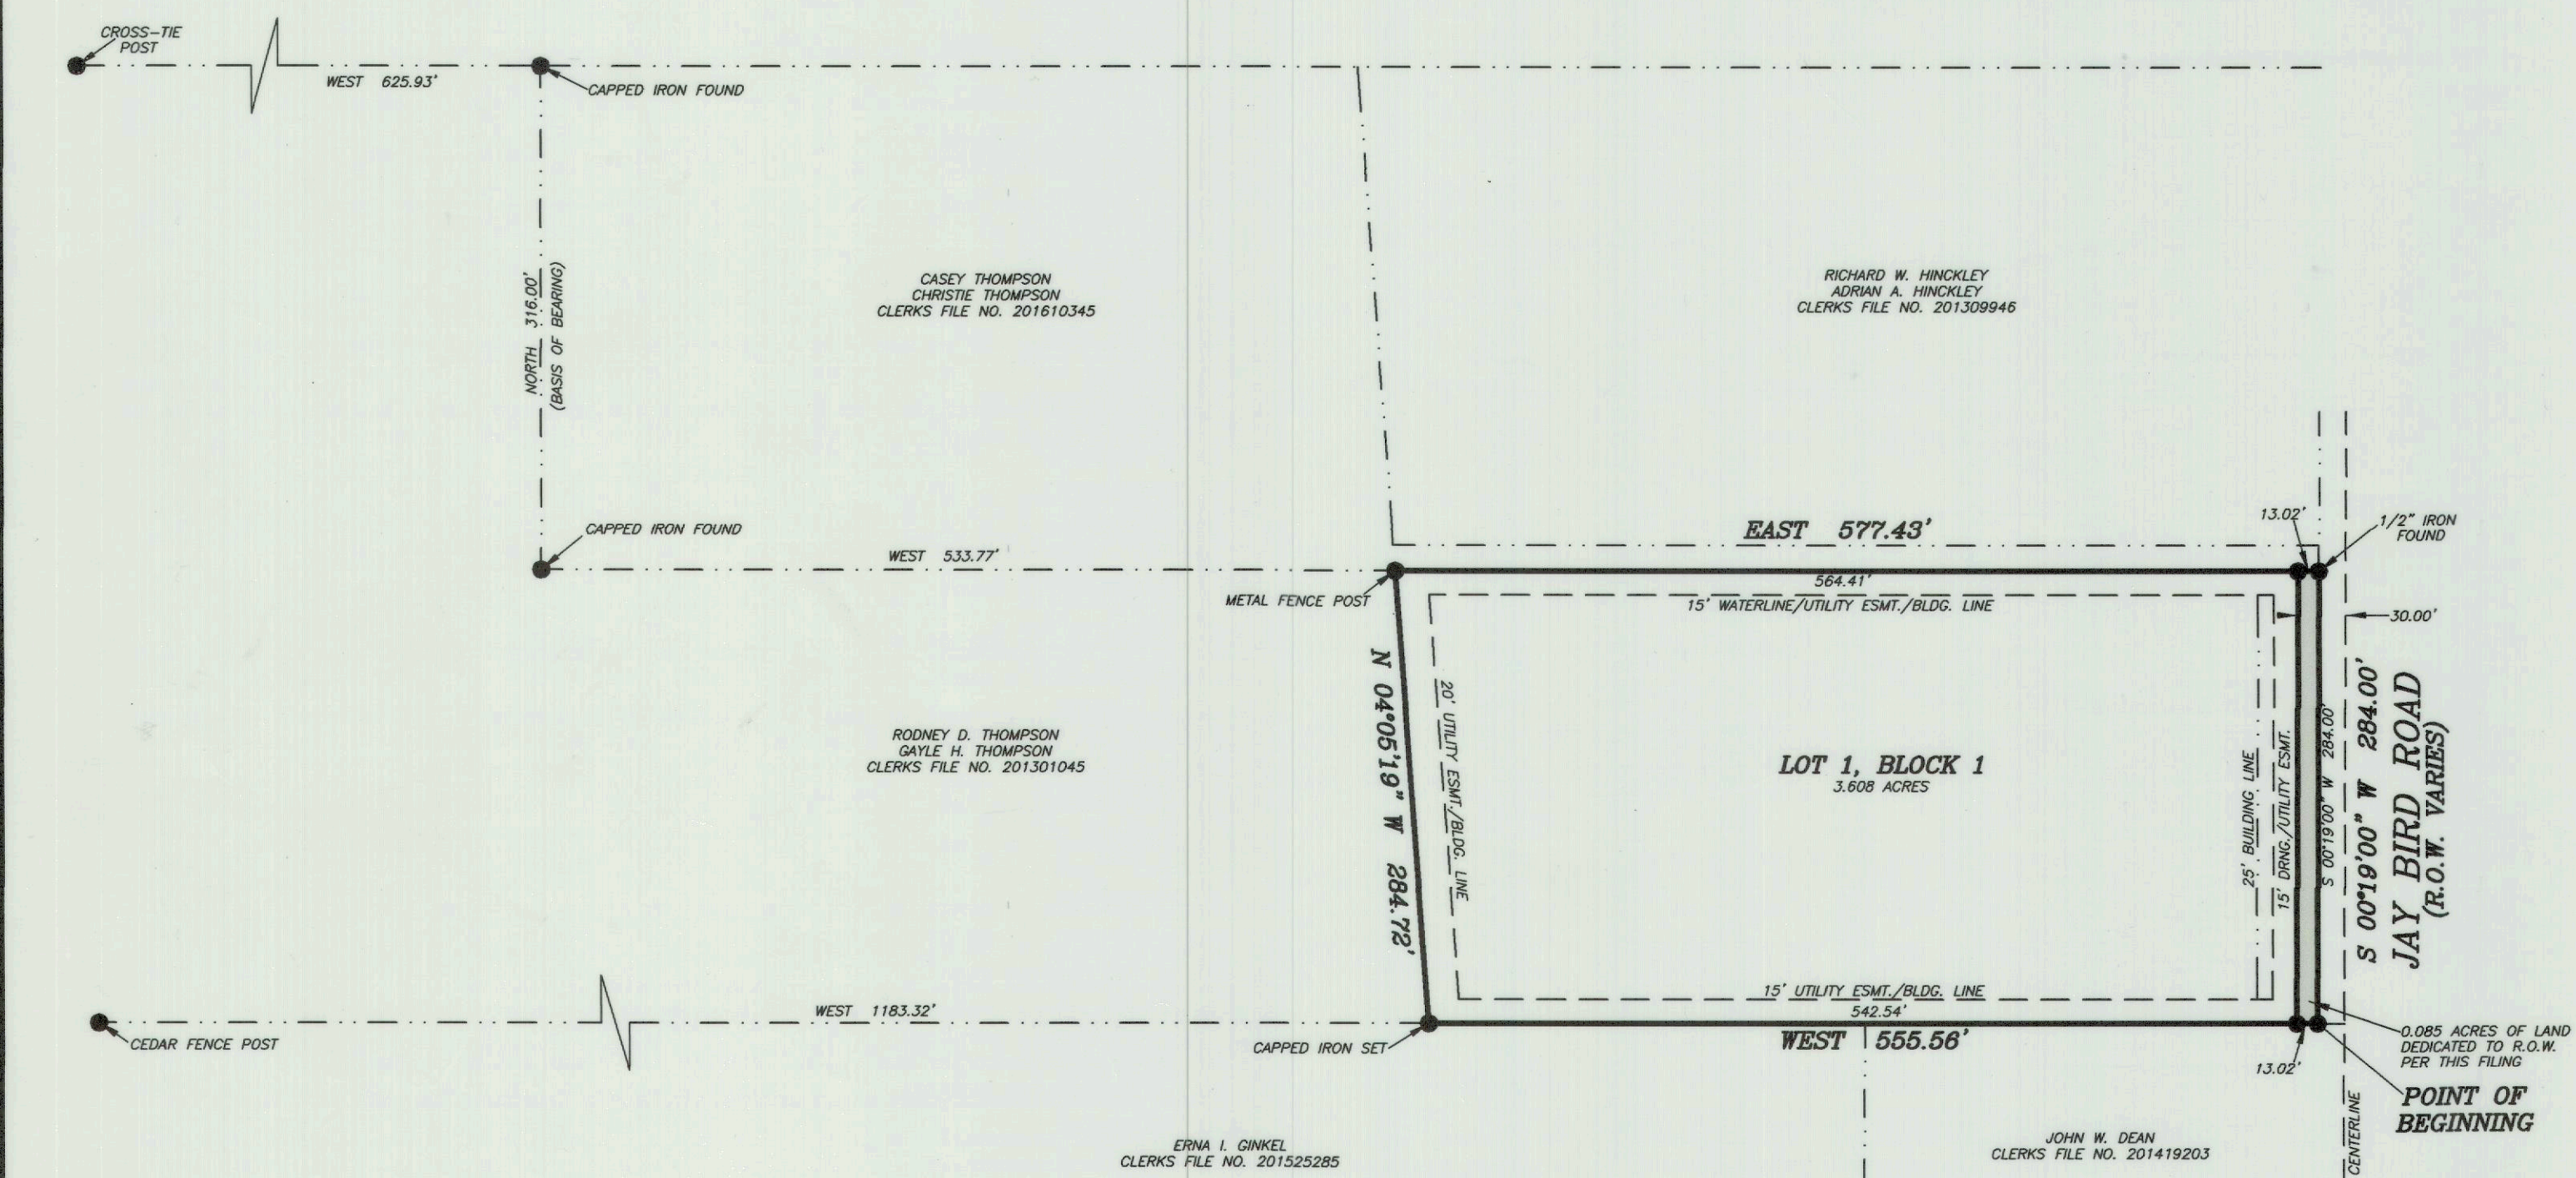 CROSS-TIE
POST
WEST 625.93'
CAPPED IRON FOUND
NORTH 316.00'
(BASIS OF BEARING)
CASEY THOMPSON
CHRISTIE THOMPSON
CLERKS FILE NO. 201610345
RICHARD W. HINCKLEY
ADRIAN A. HINCKLEY
CLERKS FILE NO. 201309946
CAPPED IRON FOUND
WEST 533.77'
EAST 577.43'
13.02'
1/2" IRON
FOUND
METAL FENCE POST
564.41'
15' WATERLINE/UTILITY ESMT./BLDG. LINE
30.00'
N 04°05'19" W 284.72'
20' UTILITY ESMT./BLDG. LINE
RODNEY D. THOMPSON
GAYLE H. THOMPSON
CLERKS FILE NO. 201301045
LOT 1, BLOCK 1
3.608 ACRES
25' BUILDING LINE
15' DRNG./UTILITY ESMT.
S 00°19'00" W 284.00'
S 00°19'00" W 284.00'
JAY BIRD ROAD
(R.O.W. VARIES)
15' UTILITY ESMT./BLDG. LINE
542.54'
WEST 1183.32'
WEST 555.56'
CEDAR FENCE POST
CAPPED IRON SET
13.02'
0.085 ACRES OF LAND
DEDICATED TO R.O.W.
PER THIS FILING
POINT OF
BEGINNING
CENTERLINE
ERNA I. GINKEL
CLERKS FILE NO. 201525285
JOHN W. DEAN
CLERKS FILE NO. 201419203